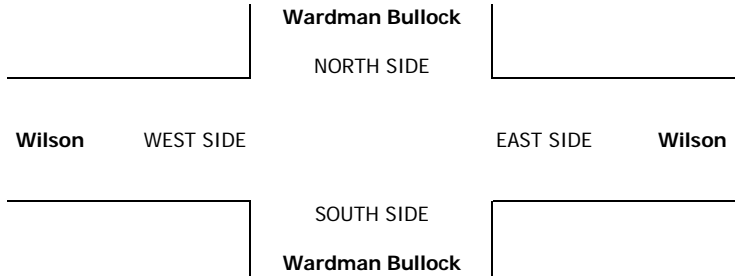 Wardman Bullock
NORTH SIDE
Wilson WEST SIDE EAST SIDE Wilson
SOUTH SIDE
Wardman Bullock